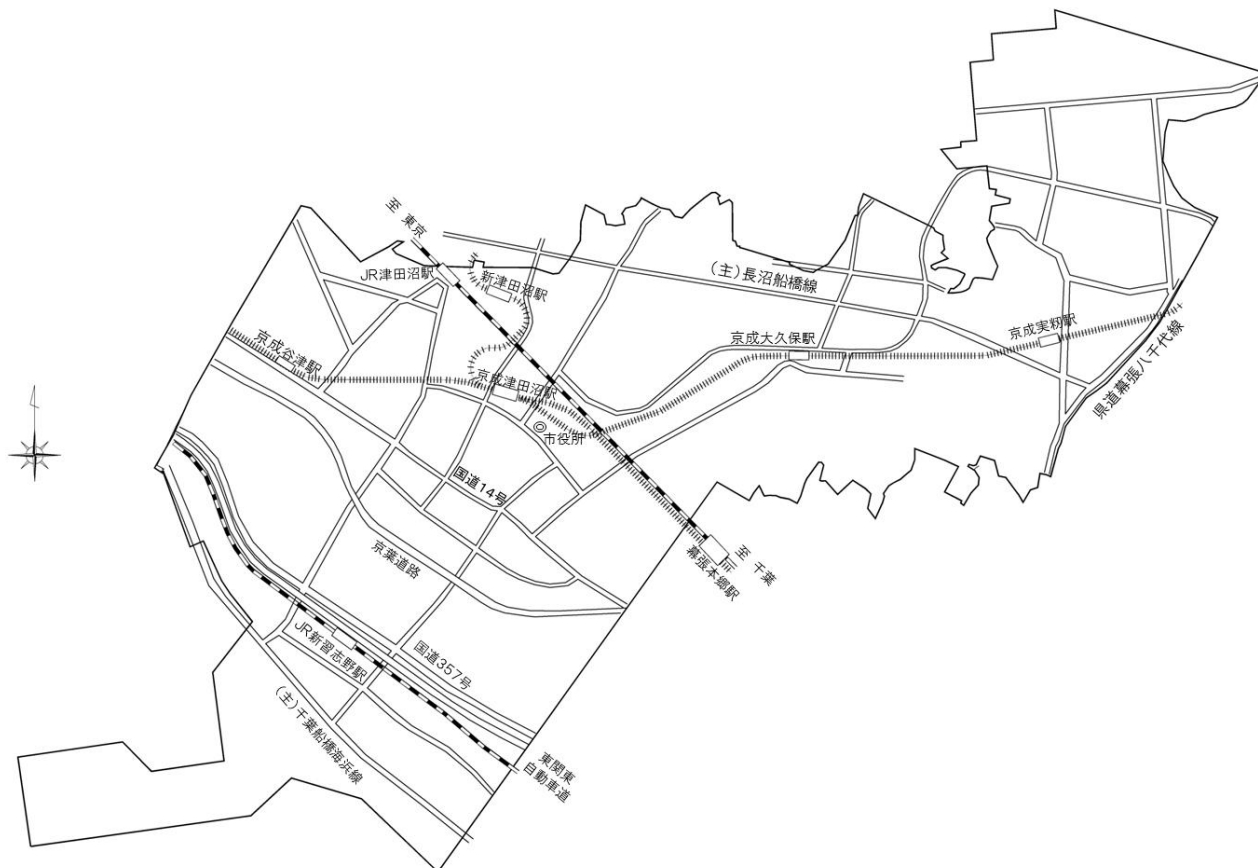 至 東京
JR津田沼駅
新津田沼駅
(主)長沼船橋線
京成谷津駅
京成大久保駅
京成実籾駅
県道幕張八千代線
京成津田沼駅
市役所
国道14号
京葉道路
至 千葉
幕張本郷駅
JR新習志野駅
国道357号
(主)千葉船橋海浜線
東関東
自動車道